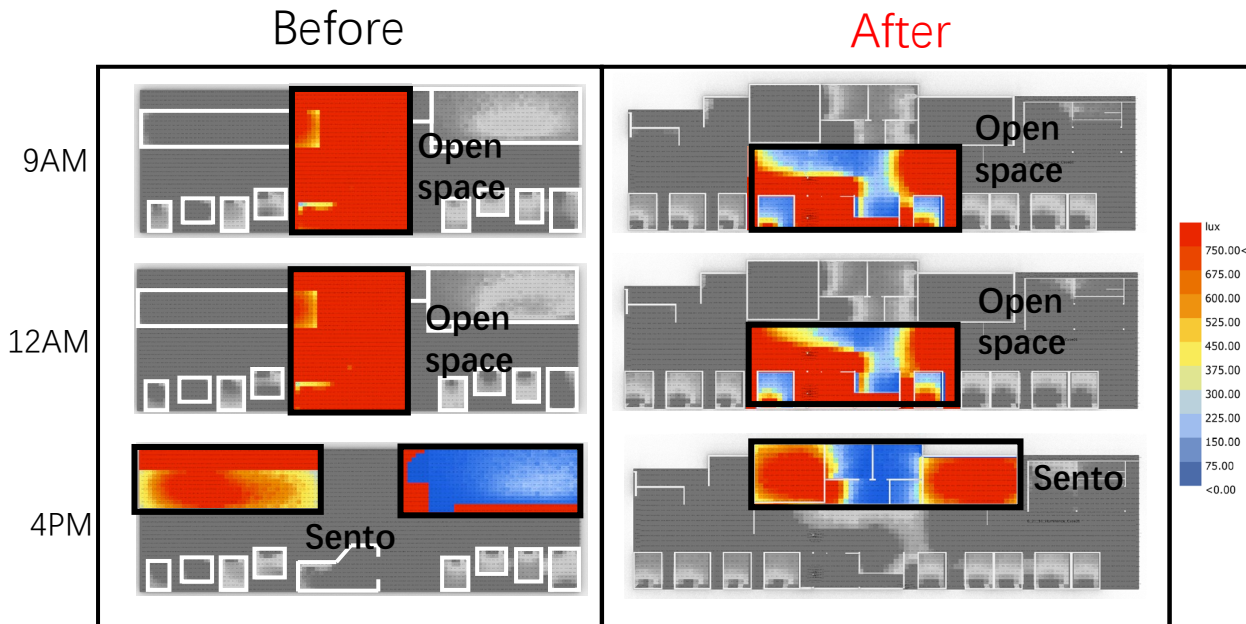 Before
After
9AM
Open
space
Open
space
12AM
Open
space
Open
space
4PM
Sento
Sento
lux
750.00<
675.00
600.00
525.00
450.00
375.00
300.00
225.00
150.00
75.00
<0.00